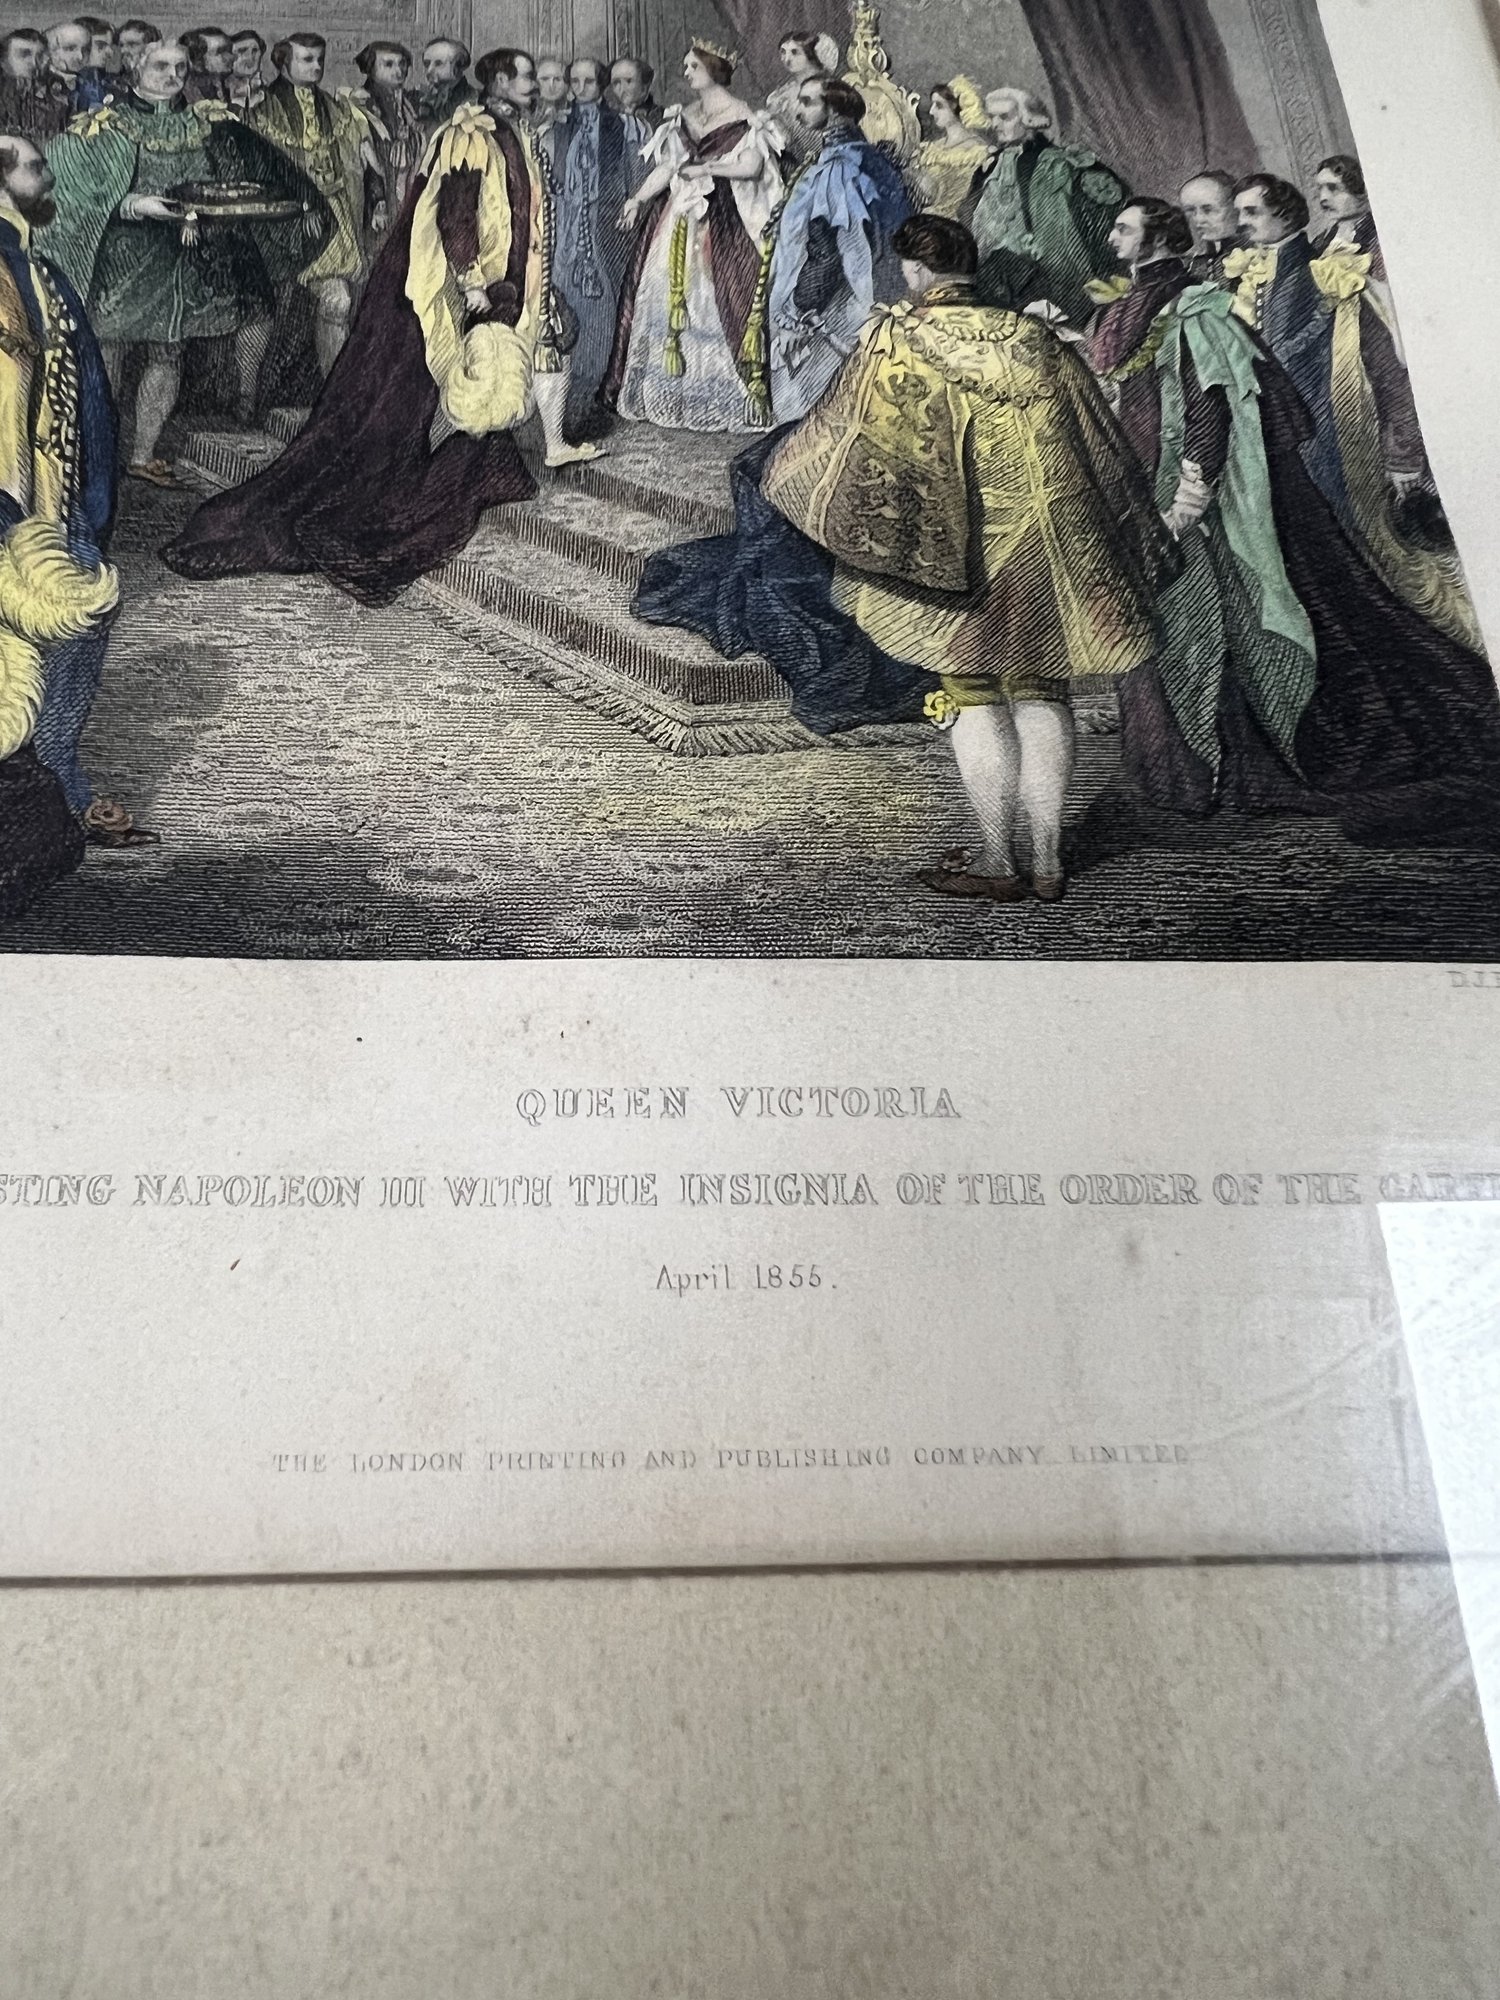 QUEEN VICTORIA
STING NAPOLEON III WITH THE INSIGNIA OF THE ORDER OF THE
April 1855.
THE LONDON PRINTING AND PUBLISHING COMPANY LIMITED